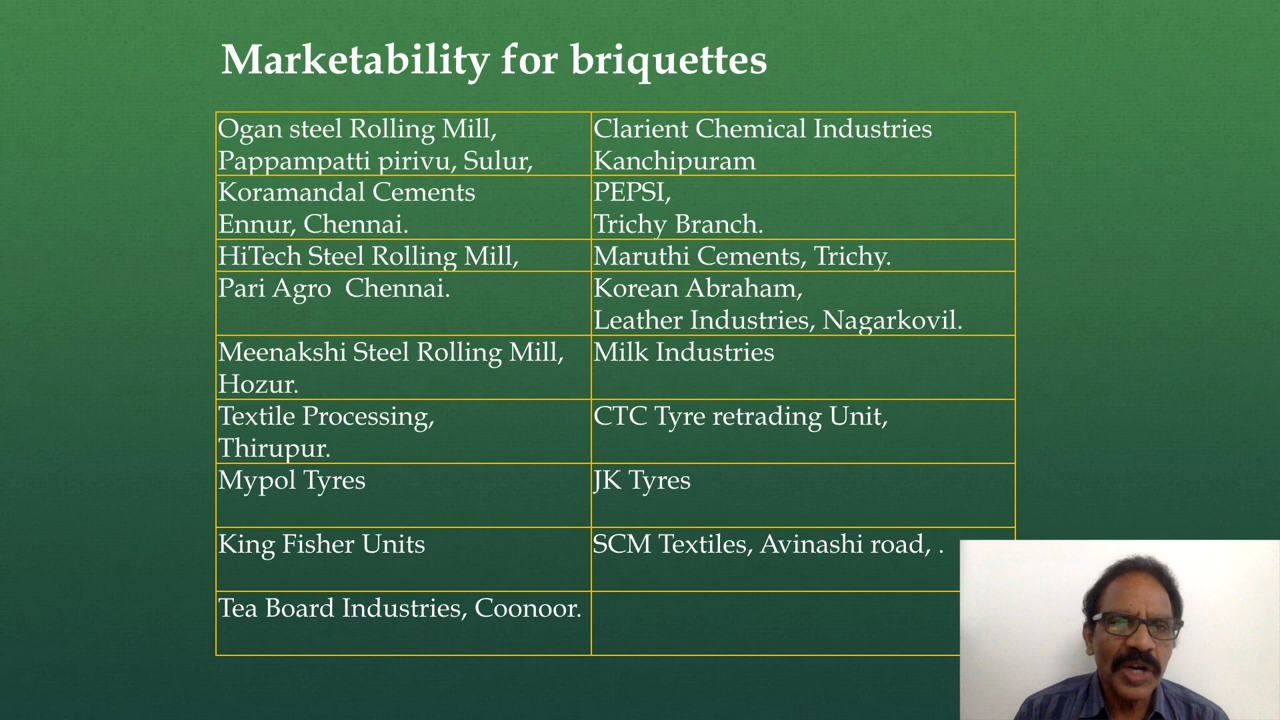 Marketability for briquettes
Ogan steel Rolling Mill,
Pappampatti pirivu, Sulur,
Clarient Chemical Industries
Kanchipuram
Koramandal Cements
Ennur, Chennai.
PEPSI,
Trichy Branch.
HiTech Steel Rolling Mill,
Maruthi Cements, Trichy.
Pari Agro  Chennai.
Korean Abraham,
Leather Industries, Nagarkovil.
Meenakshi Steel Rolling Mill,
Hozur.
Milk Industries
Textile Processing,
Thirupur.
CTC Tyre retrading Unit,
Mypol Tyres
JK Tyres
King Fisher Units
SCM Textiles, Avinashi road, .
Tea Board Industries, Coonoor.